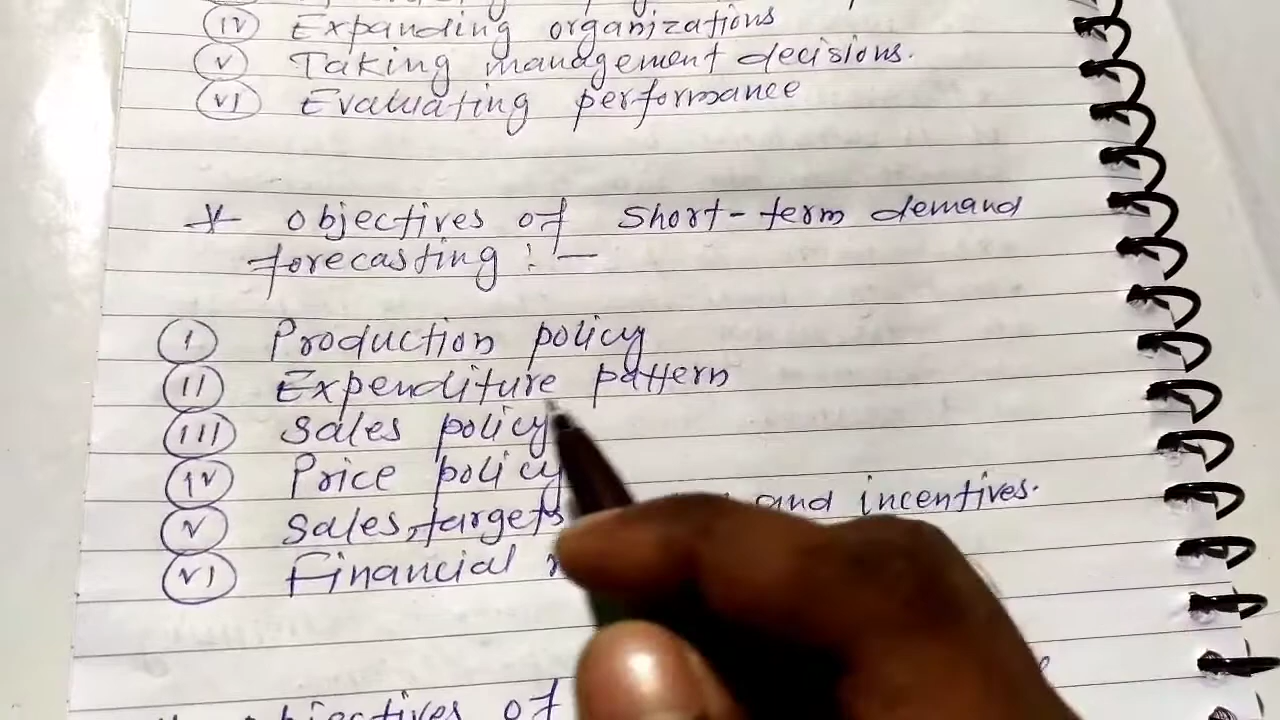 (iv) Expanding organizations
(v) Taking management decisions.
(vi) Evaluating performance
* Objectives of short-term demand
forecasting : —
(i) Production policy
(ii) Expenditure pattern
(iii) Sales policy
(iv) Price policy
(v) Sales, targets and incentives.
(vi) Financial
objectives of